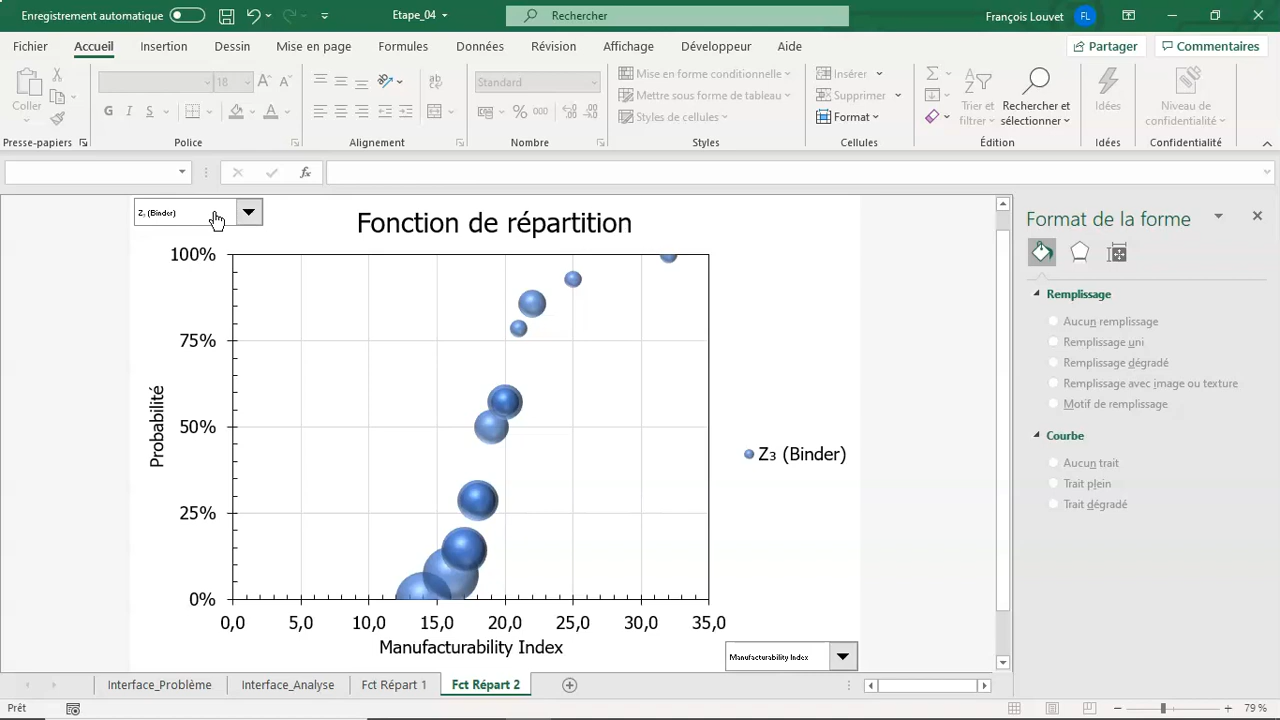 Enregistrement automatique
Etape_04
Rechercher
François Louvet
FL
Fichier
Accueil
Insertion
Dessin
Mise en page
Formules
Données
Révision
Affichage
Développeur
Aide
Partager
Commentaires
Coller
Presse-papiers
18
G I S
Police
Alignement
Standard
% 000
Nombre
Mise en forme conditionnelle
Mettre sous forme de tableau
Styles de cellules
Styles
Insérer
Supprimer
Format
Cellules
Trier et
filtrer
Rechercher et
sélectionner
Édition
Idées
Idées
Niveau de
confidentialité
Confidentialité
fx
Z₃ (Binder)
Fonction de répartition
100%
75%
50%
25%
0%
Probabilité
0,0 5,0 10,0 15,0 20,0 25,0 30,0 35,0
Manufacturability Index
Z₃ (Binder)
Manufacturability Index
Format de la forme
Remplissage
Aucun remplissage
Remplissage uni
Remplissage dégradé
Remplissage avec image ou texture
Motif de remplissage
Courbe
Aucun trait
Trait plein
Trait dégradé
Interface_Problème
Interface_Analyse
Fct Répart 1
Fct Répart 2
Prêt
79 %